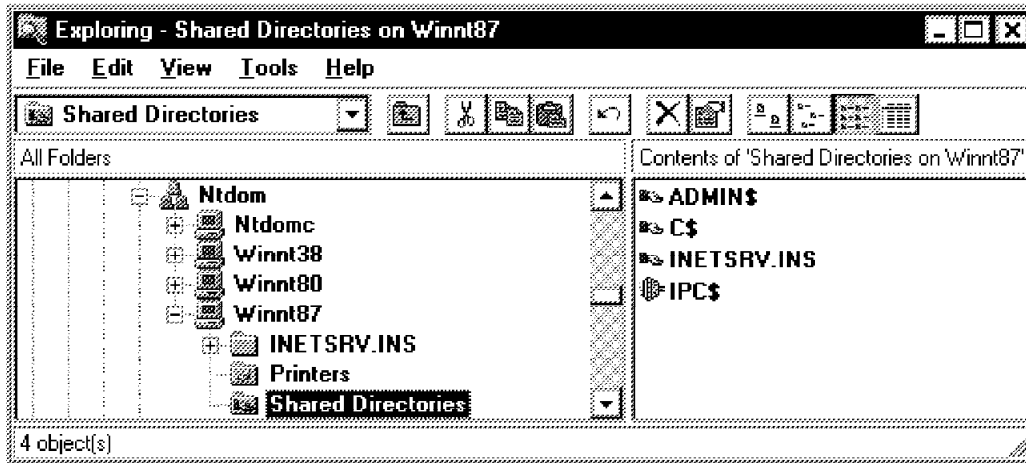 Exploring - Shared Directories on Winnt87
File Edit View Tools Help
Shared Directories
All Folders
Contents of 'Shared Directories on Winnt87'
Ntdom
Ntdomc
Winnt38
Winnt80
Winnt87
INETSRV.INS
Printers
Shared Directories
ADMIN$
C$
INETSRV.INS
IPC$
4 object(s)